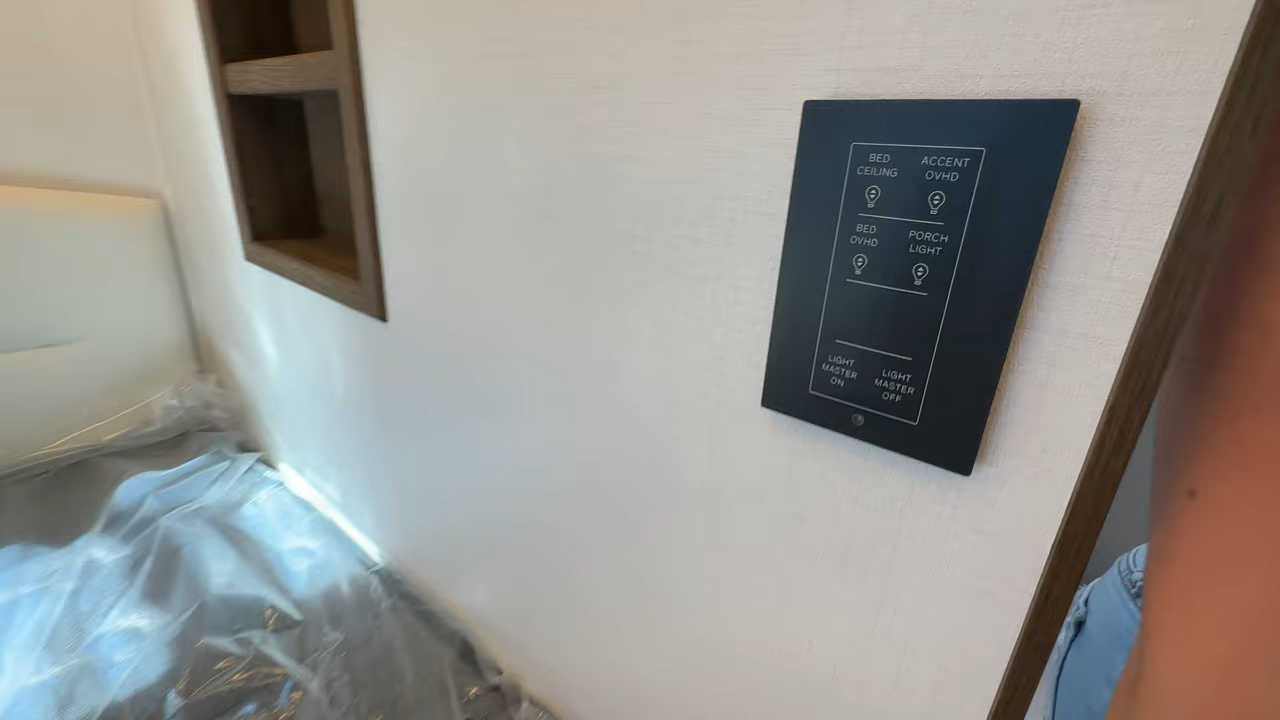 BED
CEILING
ACCENT
OVHD
BED
OVHD
PORCH
LIGHT
LIGHT
MASTER
ON
LIGHT
MASTER
OFF